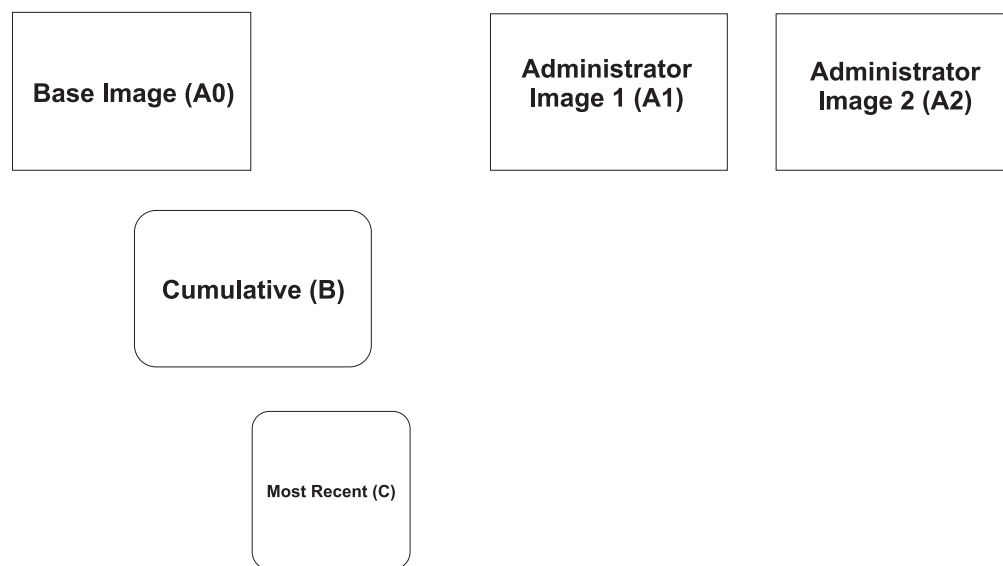 Base Image (A0)
Administrator
Image 1 (A1)
Administrator
Image 2 (A2)
Cumulative (B)
Most Recent (C)